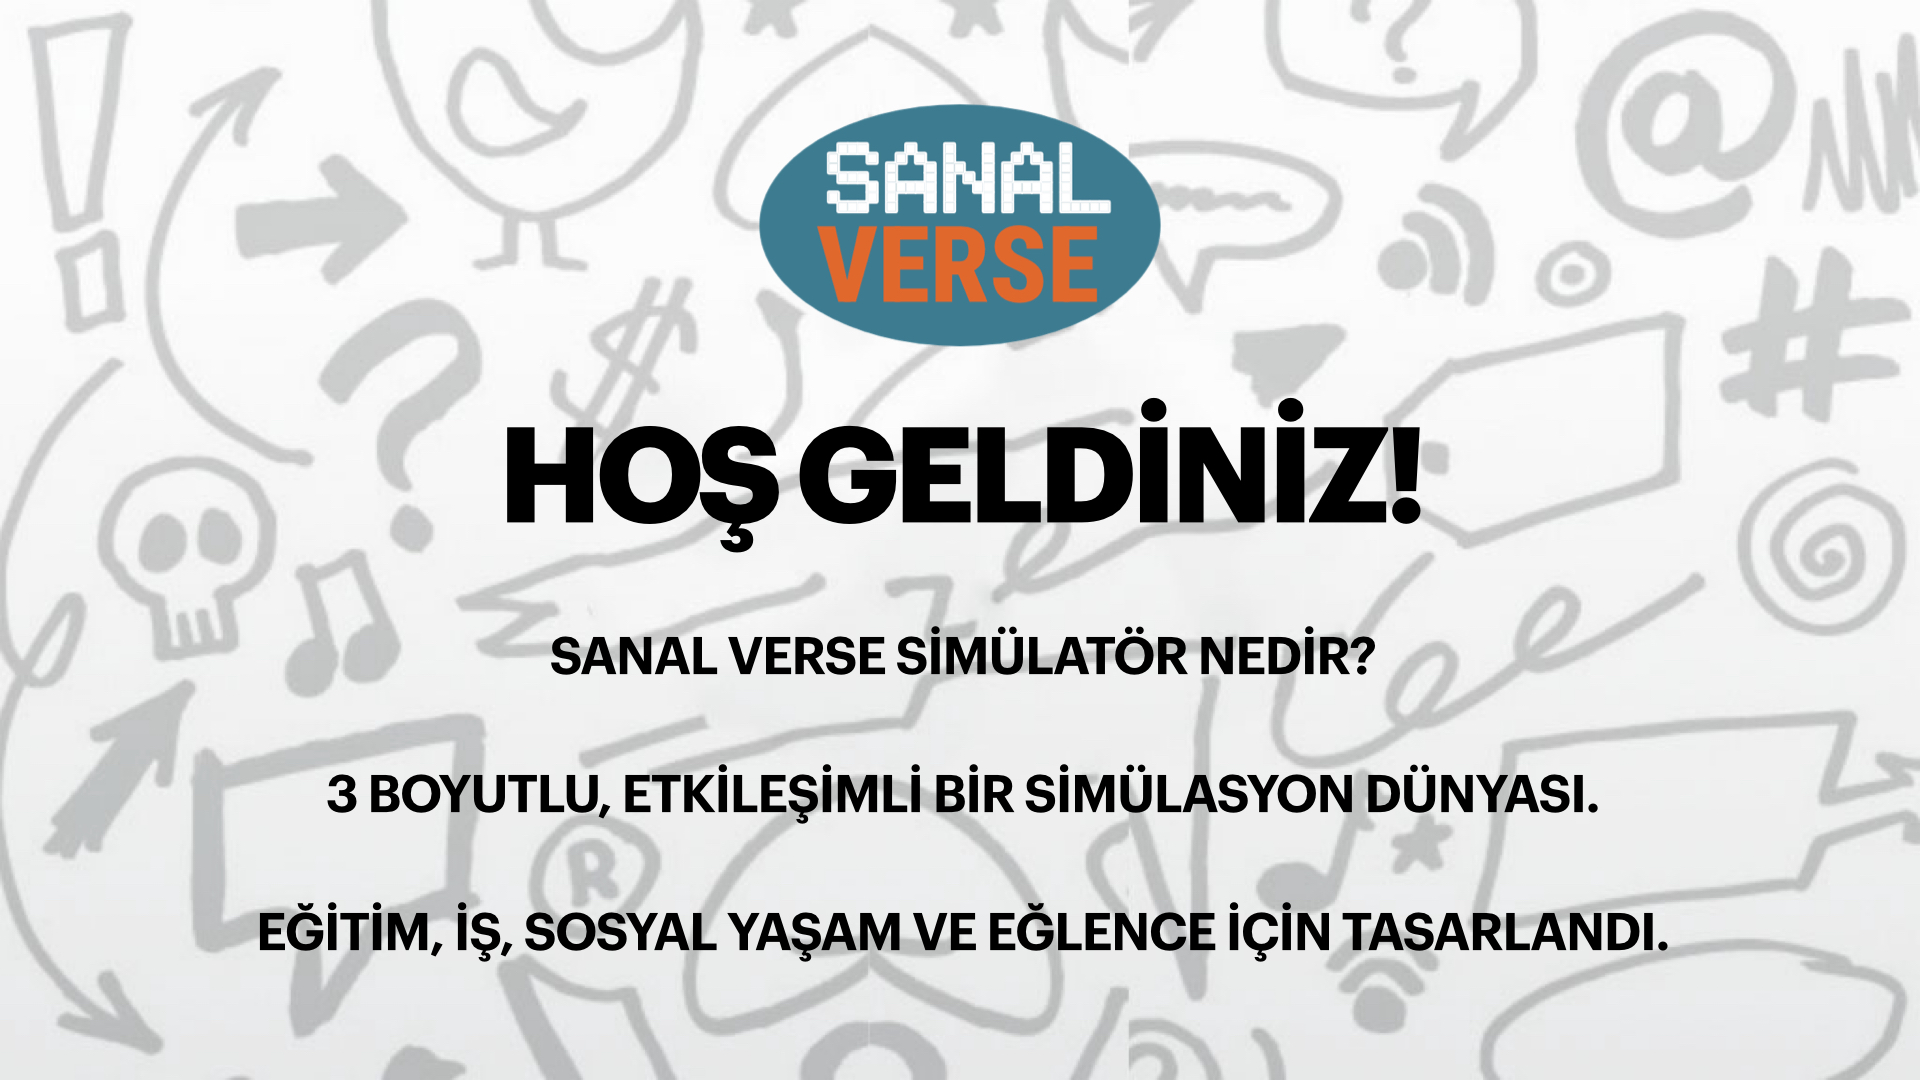 SANAL
VERSE
HOŞ GELDİNİZ!
SANAL VERSE SİMÜLATÖR NEDİR?
3 BOYUTLU, ETKİLEŞİMLİ BİR SİMÜLASYON DÜNYASI.
EĞİTİM, İŞ, SOSYAL YAŞAM VE EĞLENCE İÇİN TASARLANDI.